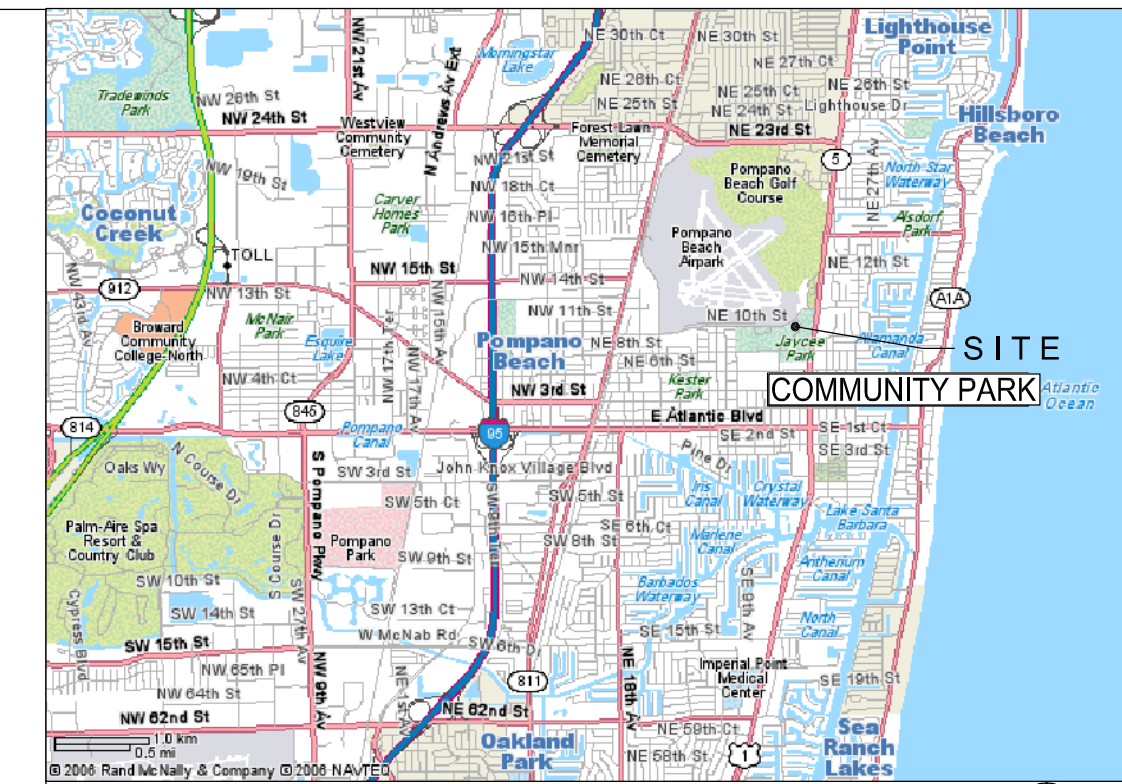 Lighthouse
Point
NE 30th Ct
NE 30th St
Morningstar
Lake
NW 21st Av
N Andrews Av Ext
NE 27th Ct
NE 26th Ct
NE 26th St
Tradewinds
Park
NW 26th St
NE 25th St
NE 25th Ct
NE 24th St
Lighthouse Dr
NW 24th St
Westview
Community
Cemetery
Forest Lawn
Memorial
Cemetery
NE 23rd St
Hillsboro
Beach
NW 21st St
5
NE 27th Av
NW 19th St
NW 18th Ct
Pompano
Beach Golf
Course
North Star
Waterway
Carver
Homes
Park
NW 16th Pl
Coconut
Creek
Alsdorf
Park
Pompano
Beach
Airpark
TOLL
NW 15th Mnr
NE 12th St
NW 15th St
NW 14th St
NW 43rd Av
912
NW 13th St
NW 15th Av
A1A
NW 11th St
NE 10th St
Broward
Community
College-North
McNair
Park
NW 17th Ter
Esquire
Lake
Pompano
Beach
NE 8th St
Jaycee
Park
Alamanda
Canal
SITE
NE 6th St
NW 17th Av
NW 4th Ct
NW 3rd St
Kester
Park
COMMUNITY PARK
Atlantic
Ocean
845
E Atlantic Blvd
814
Pompano
Canal
95
SE 2nd St
SE 1st Ct
Oaks Wy
N Course Dr
S Pompano Pkwy
SW 3rd St
John Knox Village Blvd
Pine Dr
SE 3rd St
SW 5th Ct
SW 5th St
Iris
Canal
Crystal
Waterway
Lake Santa
Barbara
Palm-Aire Spa
Resort &
Country Club
Pompano
Park
SW 9th St
SW 8th St
SE 6th Ct
Marlene
Canal
S Course Dr
SW 10th St
Antherium
Canal
Barbados
Waterway
SE 9th Av
Cypress Blvd
SW 14th St
SW 27th Av
SW 13th Ct
North
Canal
SW 15th St
W McNab Rd
SW 6th Dr
SE 15th St
NW 65th Pl
NW 9th Av
NE 1st Av
811
NE 18th Av
Imperial Point
Medical
Center
SE 19th St
NW 64th St
NW 62nd St
NE 62nd St
NE 59th Ct
Sea
Ranch
Lakes
1.0 km
0.5 mi
Oakland
Park
NE 58th St
1
© 2006 Rand McNally & Company © 2006 NAVTEQ